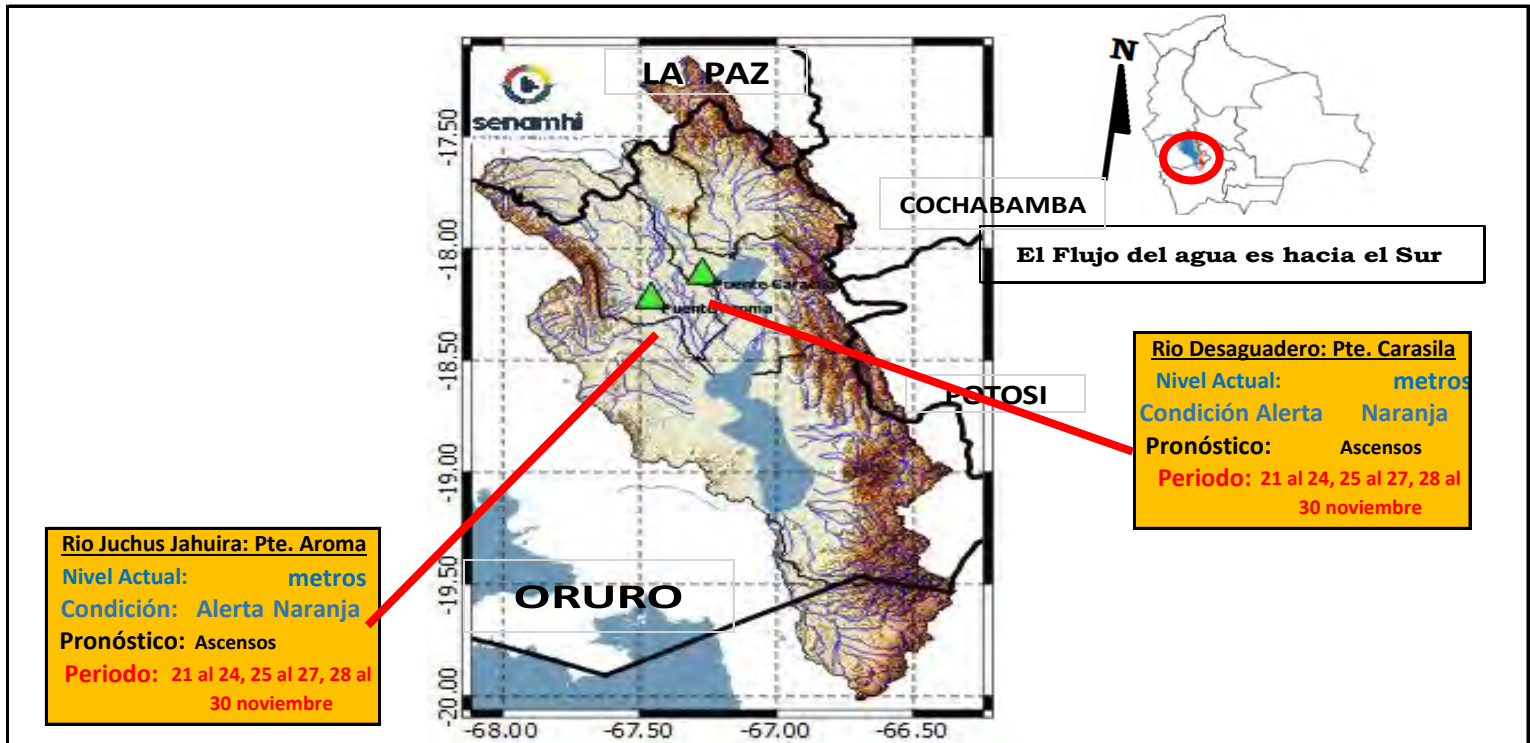 LA PAZ
senamhi
N
COCHABAMBA
El Flujo del agua es hacia el Sur
-17.50
-18.00
-18.50
-19.00
-19.50
-20.00
Puente
Puente
POTOSI
Rio Desaguadero: Pte. Carasila
Nivel Actual: metros
Condición Alerta Naranja
Pronóstico: Ascensos
Periodo: 21 al 24, 25 al 27, 28 al
30 noviembre
Rio Juchus Jahuira: Pte. Aroma
Nivel Actual: metros
Condición: Alerta Naranja
Pronóstico: Ascensos
Periodo: 21 al 24, 25 al 27, 28 al
30 noviembre
ORURO
-68.00 -67.50 -67.00 -66.50